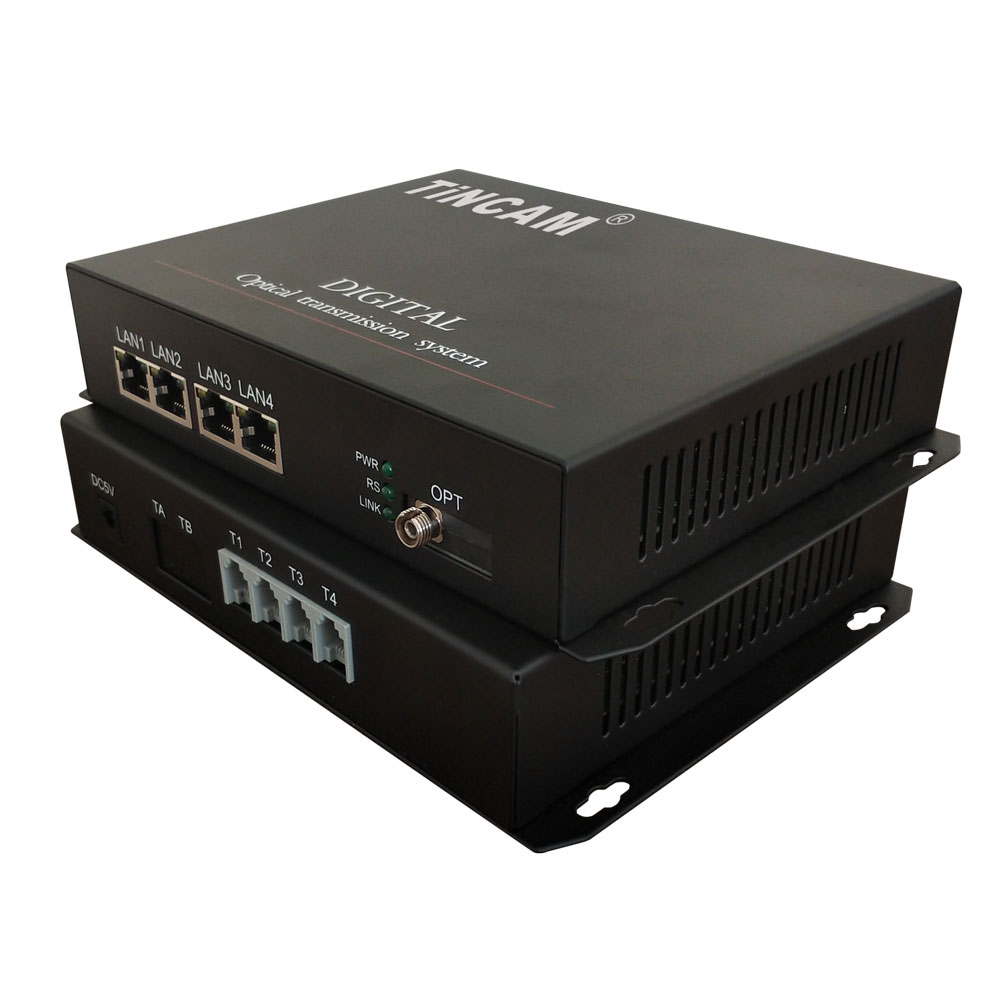 TiNCAM ®
DIGITAL
Optical transmission system
LAN1 LAN2 LAN3 LAN4
PWR
RS
LINK
OPT
DC5V
TA TB
T1 T2 T3 T4